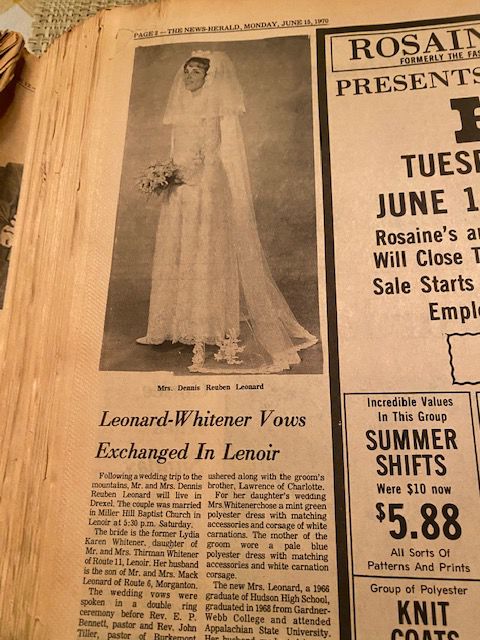 PAGE 2 — THE NEWS-HERALD, MONDAY, JUNE 15, 1970
Mrs. Dennis Reuben Leonard
Leonard-Whitener Vows
Exchanged In Lenoir
Following a wedding trip to the
mountains, Mr. and Mrs. Dennis
Reuben Leonard will live in
Drexel. The couple was married
in Miller Hill Baptist Church in
Lenoir at 5:30 p.m. Saturday.
The bride is the former Lydia
Karen Whitener, daughter of
Mr. and Mrs. Thirman Whitener
of Route 11, Lenoir. Her husband
is the son of Mr. and Mrs. Mack
Leonard of Route 6, Morganton.
The wedding vows were
spoken in a double ring
ceremony before Rev. E. P.
Bennett, pastor and Rev. John
Tiller, pastor of Burkemont
ushered along with the groom's
brother, Lawrence of Charlotte.
For her daughter's wedding
Mrs.Whitenerchose a mint green
polyester dress with matching
accessories and corsage of white
carnations. The mother of the
groom wore a pale blue
polyester dress with matching
accessories and white carnation
corsage.
The new Mrs. Leonard, a 1966
graduate of Hudson High School,
graduated in 1968 from Gardner-
Webb College and attended
Appalachian State University.
Her husband
ROSAIN
FORMERLY THE FAS
PRESENTS
TUES
JUNE 1
Rosaine's a
Will Close T
Sale Starts
Emplo
Incredible Values
In This Group
SUMMER
SHIFTS
Were $10 now
$5.88
All Sorts Of
Patterns And Prints
Group of Polyester
KNIT
COATS